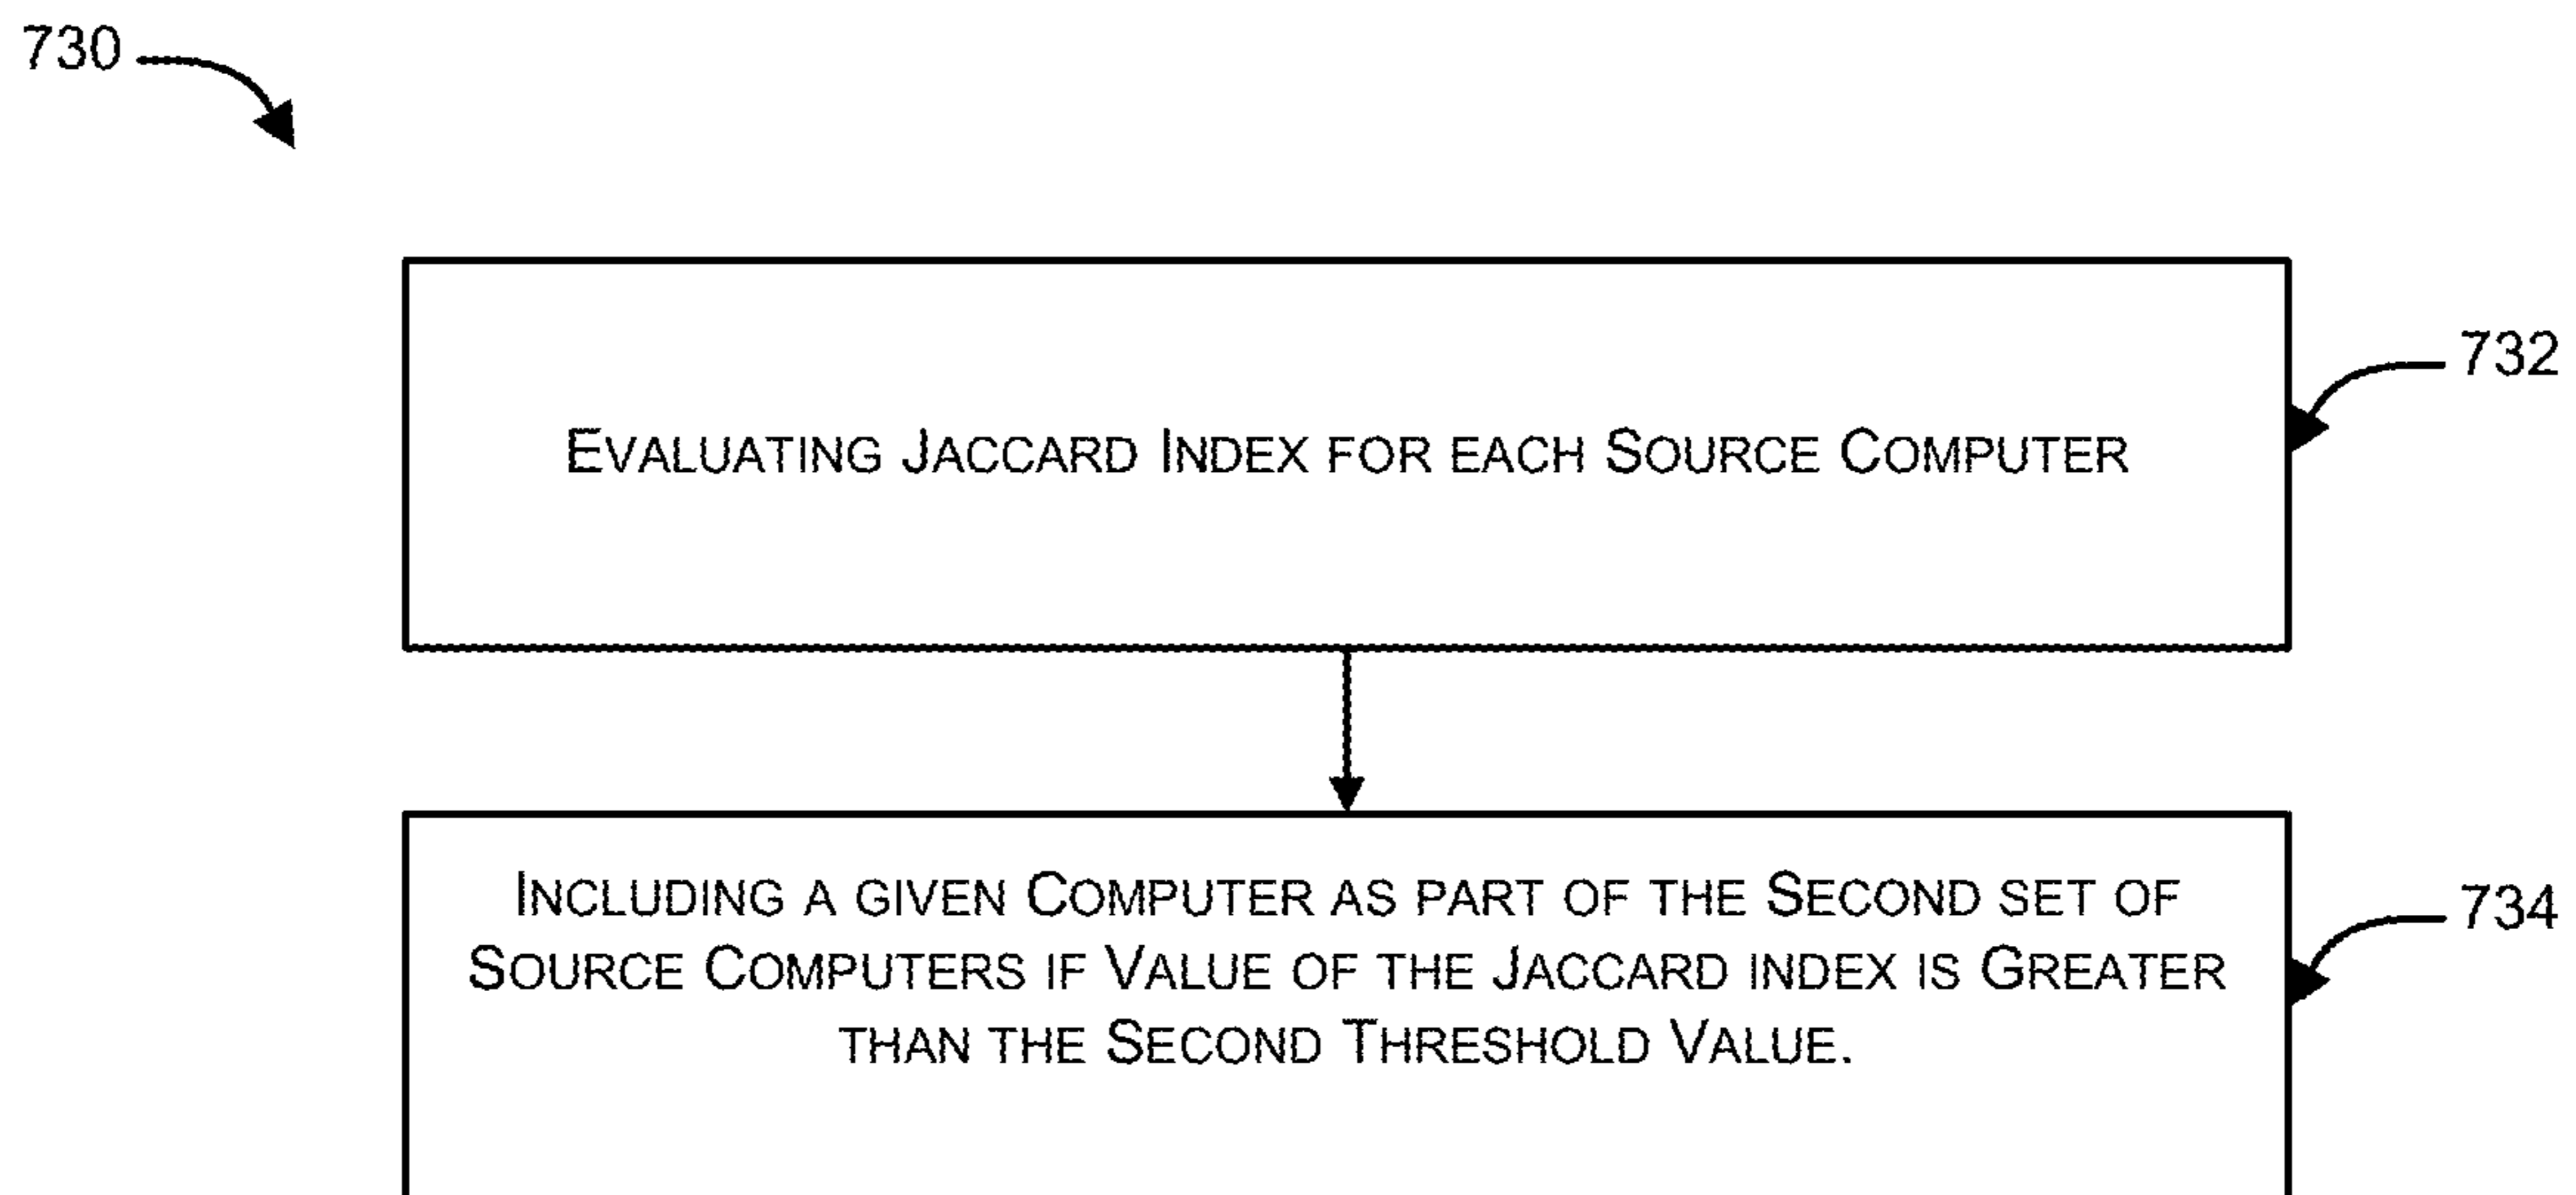 730
732
EVALUATING JACCARD INDEX FOR EACH SOURCE COMPUTER
INCLUDING A GIVEN COMPUTER AS PART OF THE SECOND SET OF
SOURCE COMPUTERS IF VALUE OF THE JACCARD INDEX IS GREATER
THAN THE SECOND THRESHOLD VALUE.
734